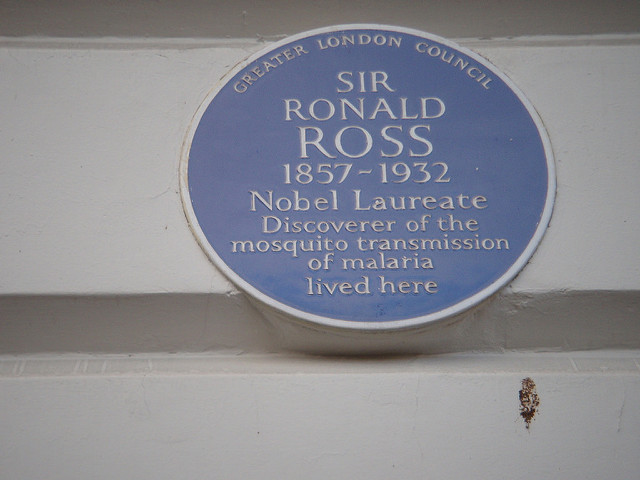 GREATER LONDON COUNCIL
SIR
RONALD
ROSS
1857-1932
Nobel Laureate
Discoverer of the
mosquito transmission
of malaria
lived here